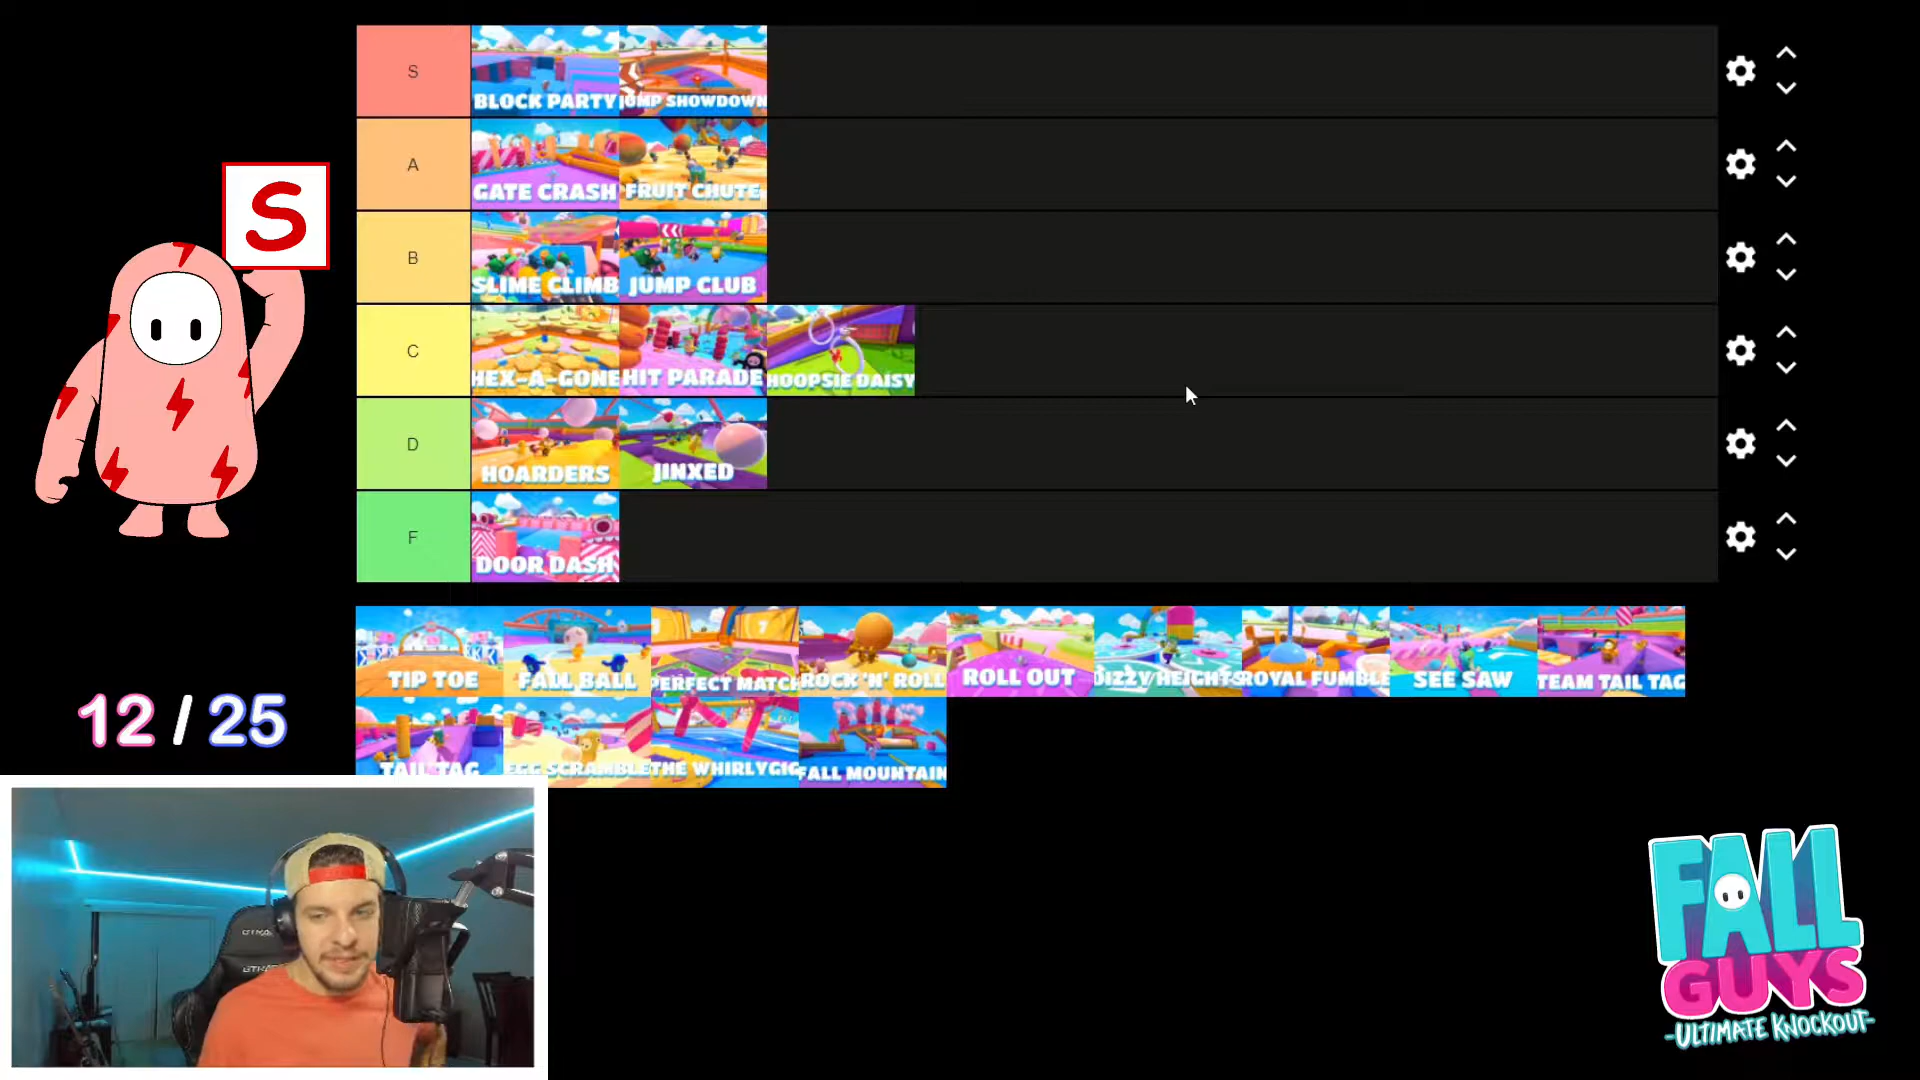 S
BLOCK PARTY
JUMP SHOWDOWN
S
A
GATE CRASH
FRUIT CHUTE
B
SLIME CLIMB
JUMP CLUB
C
HEX-A-GONE
HIT PARADE
HOOPSIE DAISY
D
HOARDERS
JINXED
F
DOOR DASH
TIP TOE
FALL BALL
PERFECT MATCH
ROCK 'N' ROLL
ROLL OUT
DIZZY HEIGHTS
ROYAL FUMBLE
SEE SAW
TEAM TAIL TAG
12 / 25
TAIL TAG
EGG SCRAMBLE
THE WHIRLYGIG
FALL MOUNTAIN
FALL
GUYS
-ULTIMATE KNOCKOUT-